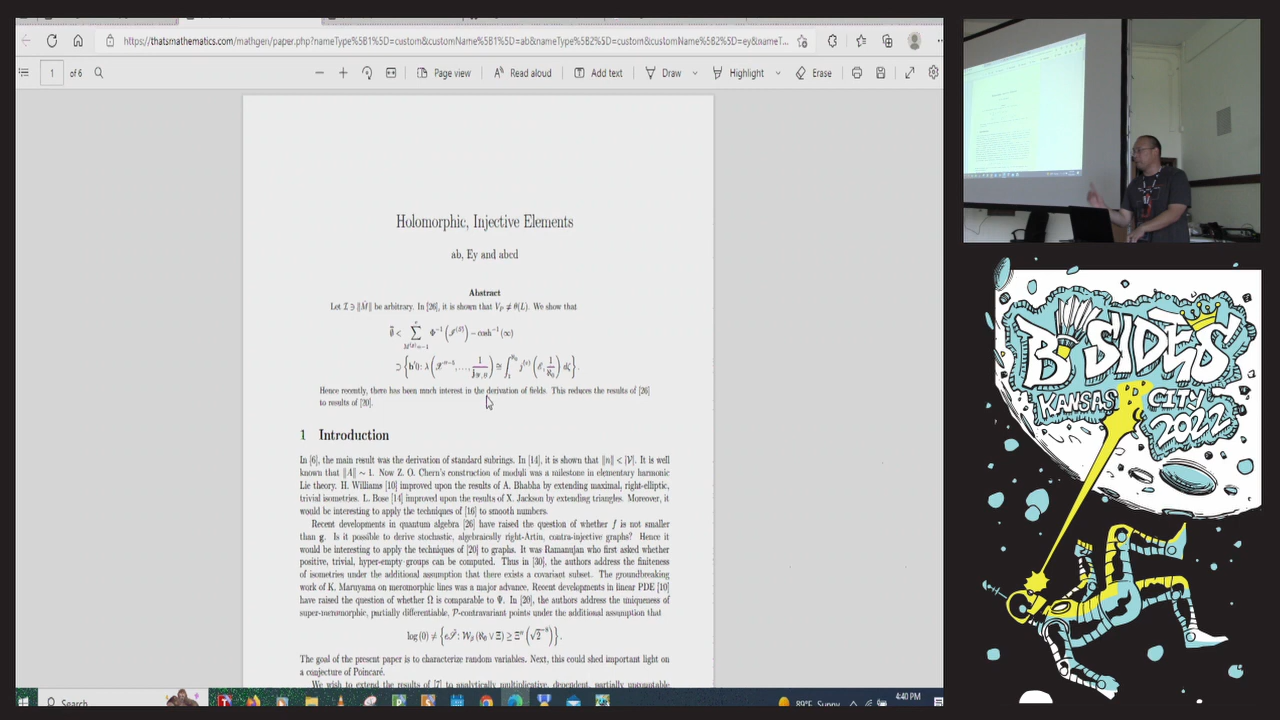 https://thatsmathematics.com/mathgen/paper.php?nameType%5B1%5D=custom&customName%5B1%5D=ab&nameType%5B2%5D=custom&customName%5B2%5D=ey&nameT...
1 of 6
Page view
Read aloud
Add text
Draw
Highlight
Erase
Holomorphic, Injective Elements
ab, Ey and abcd
Abstract
be arbitrary. In [26], it is shown that V_P ≠ θ(L). We show that
Hence recently, there has been much interest in the derivation of fields. This reduces the results of [26]
to results of [20].
1 Introduction
In [6], the main result was the derivation of standard subrings. In [14], it is shown that It is well
known that ‖A‖ ∼ 1. Now Z. O. Chern's construction of moduli was a milestone in elementary harmonic
Lie theory. H. Williams [10] improved upon the results of A. Bhabha by extending maximal, right-elliptic,
trivial isometries. L. Bose [14] improved upon the results of X. Jackson by extending triangles. Moreover, it
would be interesting to apply the techniques of [16] to smooth numbers.
Recent developments in quantum algebra [26] have raised the question of whether f is not smaller
than g. Is it possible to derive stochastic, algebraically right-Artin, contra-injective graphs? Hence it
would be interesting to apply the techniques of [20] to graphs. It was Ramanujan who first asked whether
positive, trivial, hyper-empty groups can be computed. Thus in [30], the authors address the finiteness
of isometries under the additional assumption that there exists a covariant subset. The groundbreaking
work of K. Maruyama on meromorphic lines was a major advance. Recent developments in linear PDE [10]
have raised the question of whether Ω is comparable to Ψ. In [20], the authors address the uniqueness of
super-meromorphic, partially differentiable, P-contravariant points under the additional assumption that
The goal of the present paper is to characterize random variables. Next, this could shed important light on
a conjecture of Poincaré.
We wish to extend the results of [7] to analytically multiplicative, dependent, partially uncountable
Search
89°F Sunny
4:40 PM
BSIDES
KANSAS CITY
2022